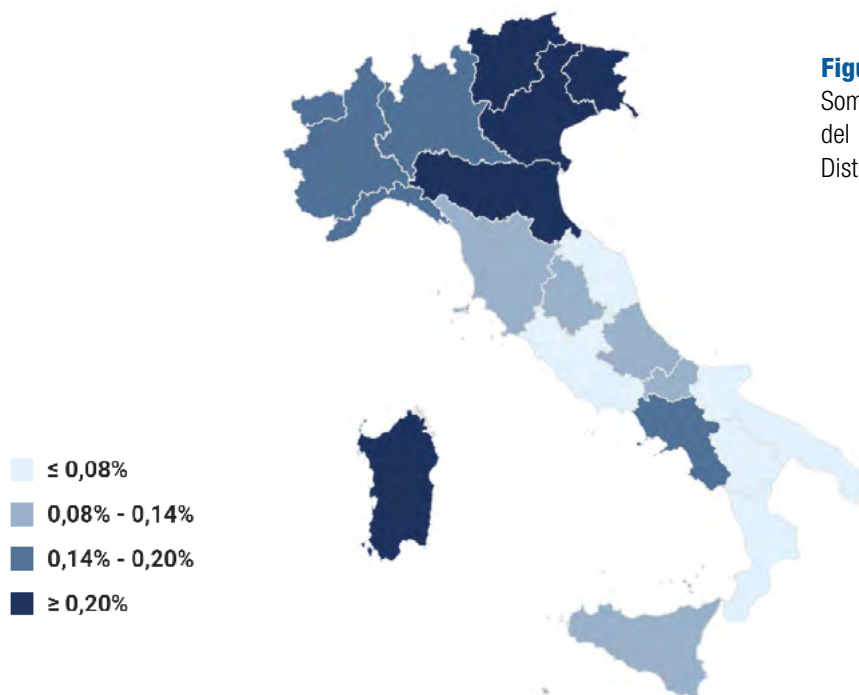 Figu
Som
del
Dist
≤ 0,08%
0,08% - 0,14%
0,14% - 0,20%
≥ 0,20%